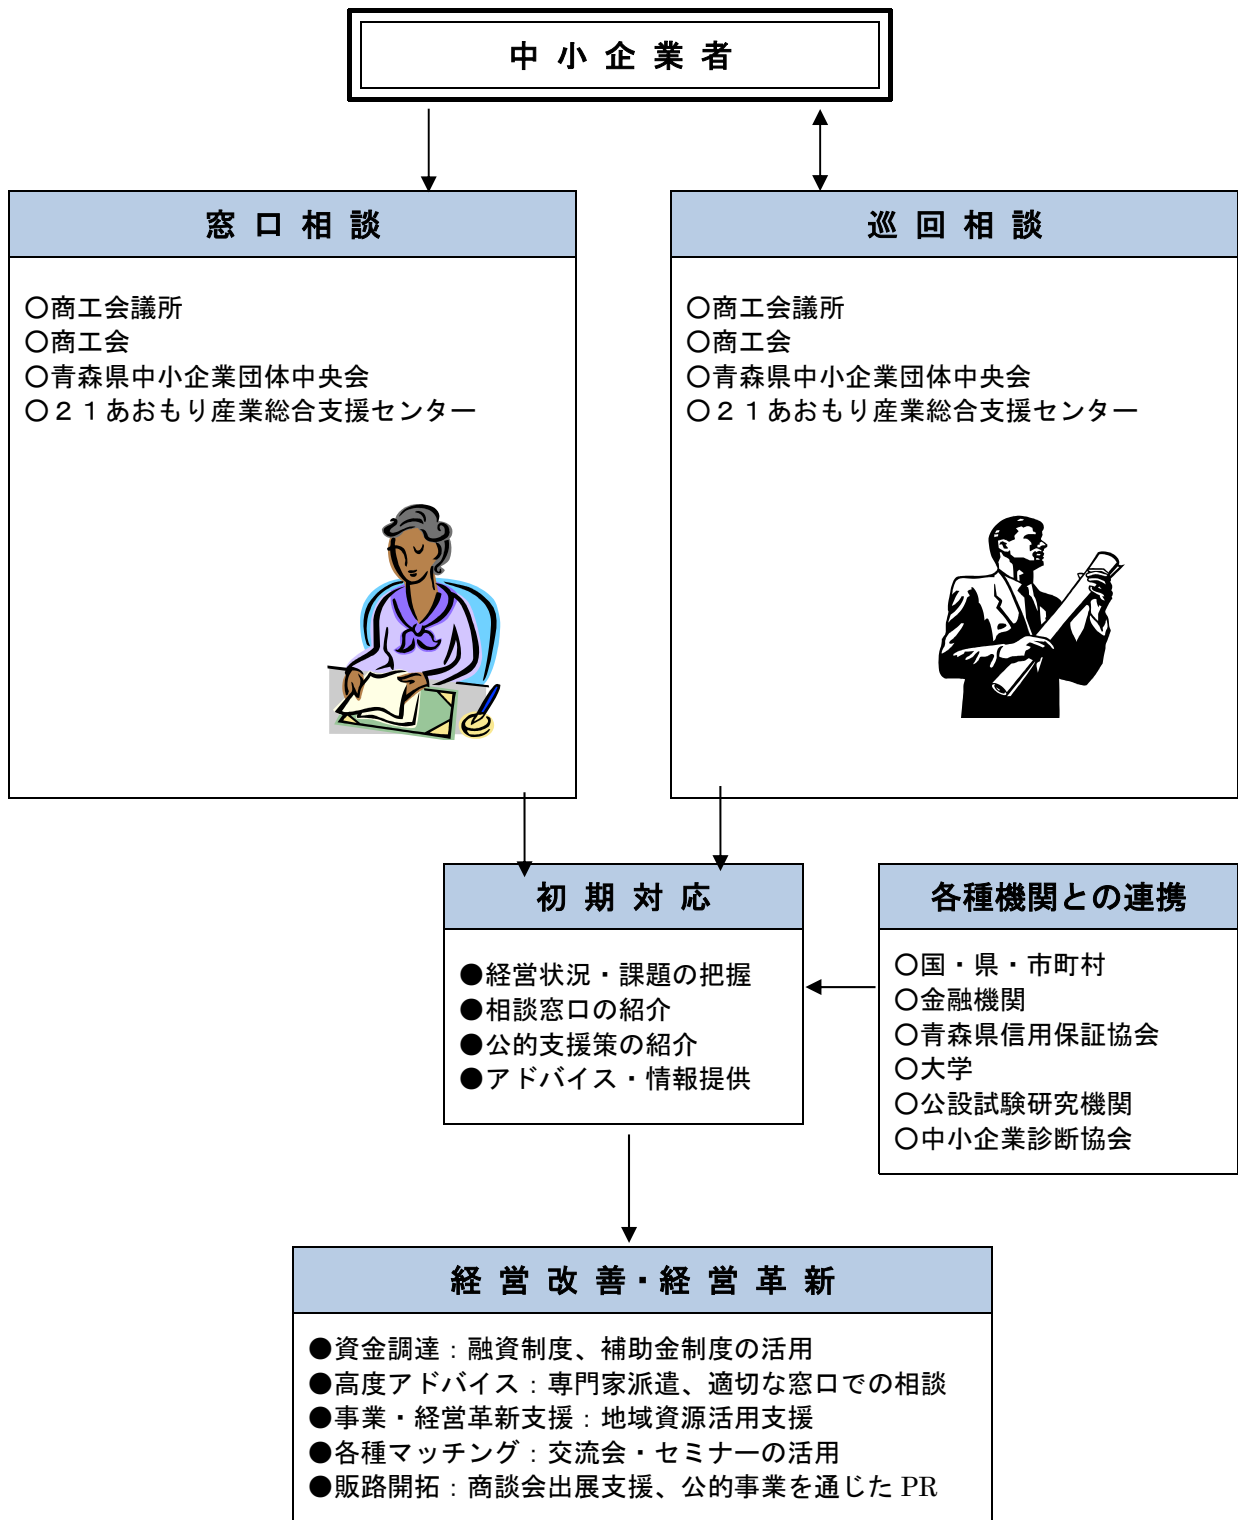 中小企業者
窓口相談
〇商工会議所
〇商工会
〇青森県中小企業団体中央会
〇２１あおもり産業総合支援センター
巡回相談
〇商工会議所
〇商工会
〇青森県中小企業団体中央会
〇２１あおもり産業総合支援センター
初期対応
●経営状況・課題の把握
●相談窓口の紹介
●公的支援策の紹介
●アドバイス・情報提供
各種機関との連携
〇国・県・市町村
〇金融機関
〇青森県信用保証協会
〇大学
〇公設試験研究機関
〇中小企業診断協会
経営改善・経営革新
●資金調達：融資制度、補助金制度の活用
●高度アドバイス：専門家派遣、適切な窓口での相談
●事業・経営革新支援：地域資源活用支援
●各種マッチング：交流会・セミナーの活用
●販路開拓：商談会出展支援、公的事業を通じた PR